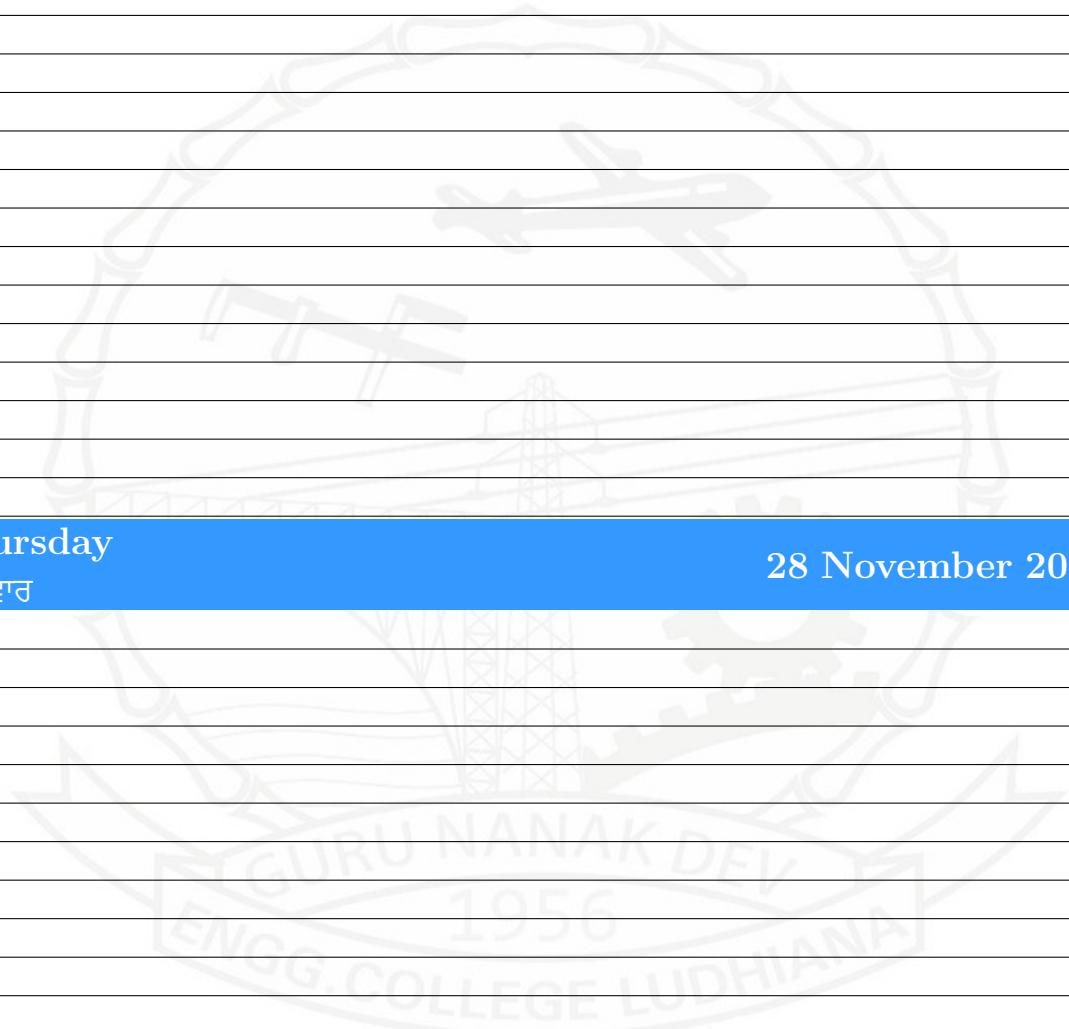 ursday
28 November 20
ਵਾਰ
GURU NANAK DEV
1956
ENGG. COLLEGE LUDHIANA